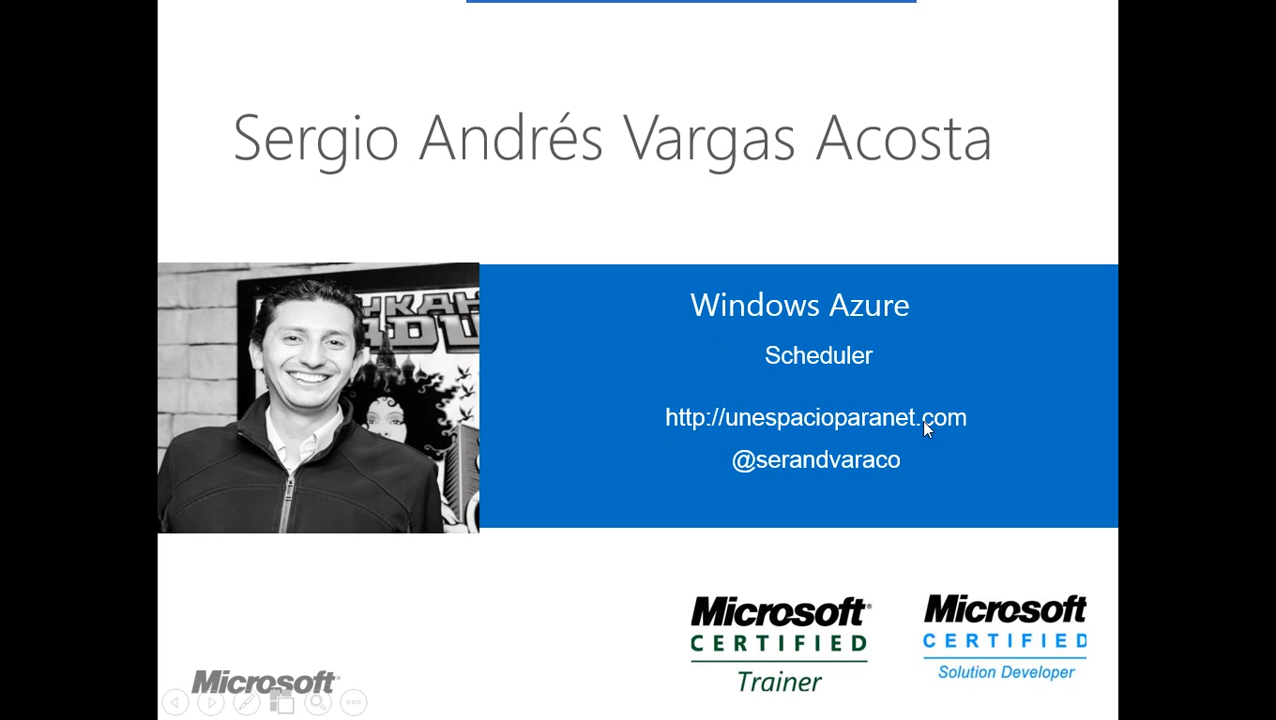 Sergio Andrés Vargas Acosta
Windows Azure
Scheduler
http://unespacioparanet.com
@serandvaraco
Microsoft®
CERTIFIED
Trainer
Microsoft
CERTIFIED
Solution Developer
Microsoft®